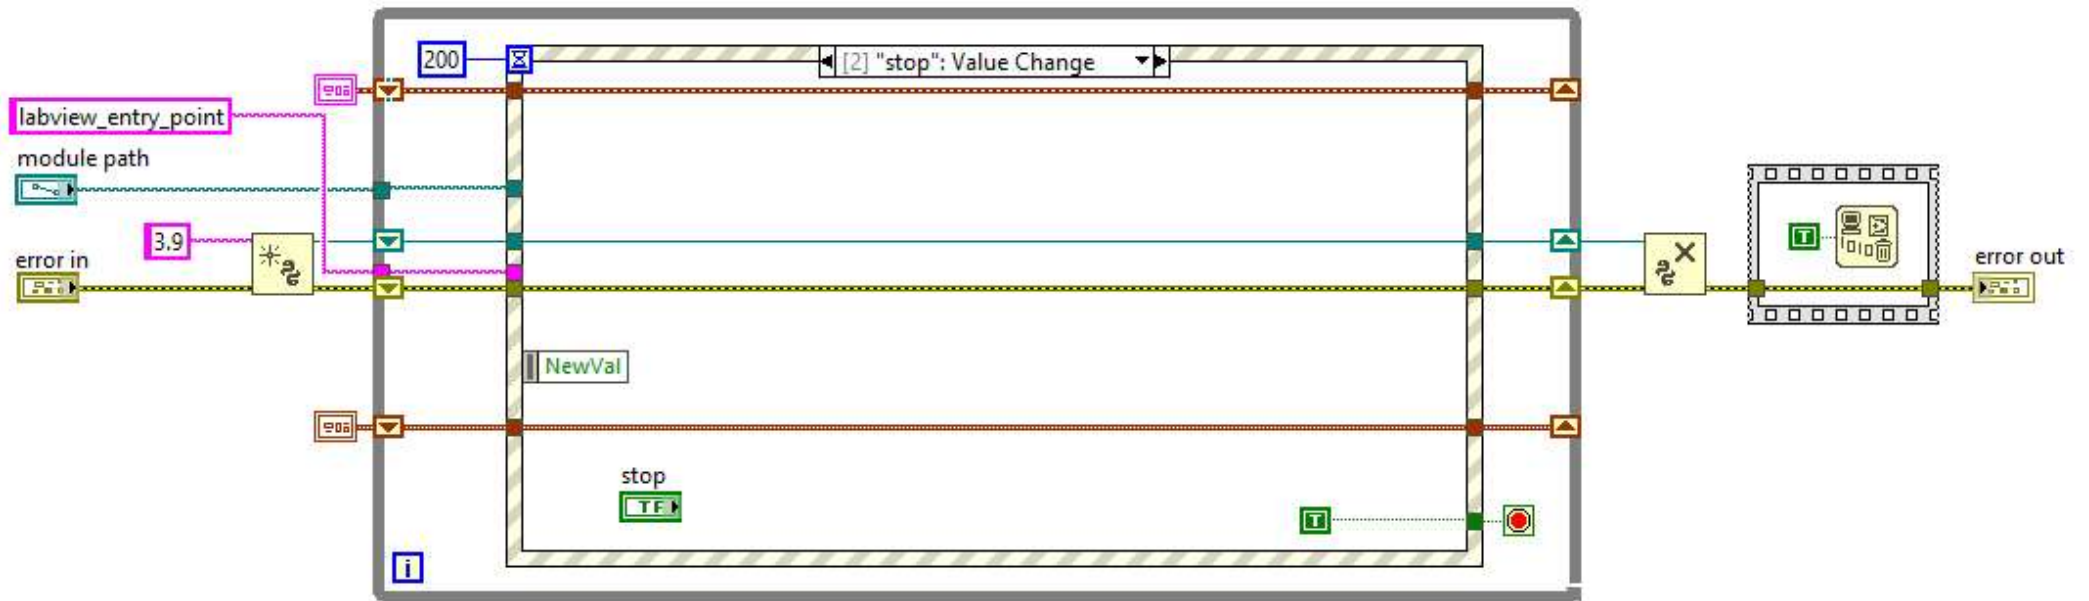 200
[2] "stop": Value Change
labview_entry_point
module path
3.9
error in
error out
NewVal
stop
TF
T
T
i